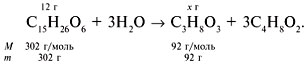 12 г x г
C₁₅H₂₆O₆ + 3H₂O → C₃H₈O₃ + 3C₄H₈O₂.
M 302 г/моль 92 г/моль
m 302 г 92 г